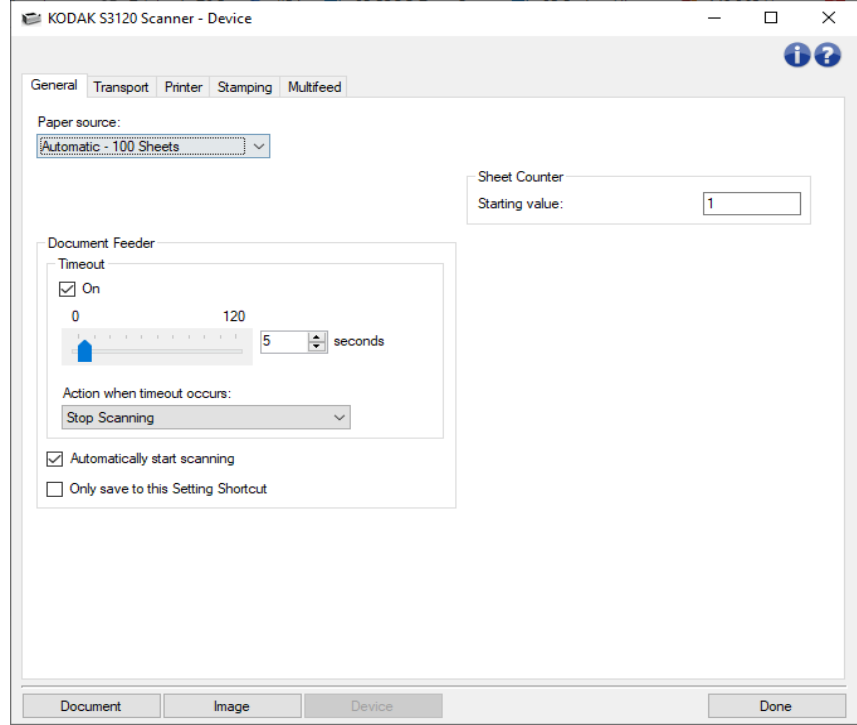 KODAK S3120 Scanner - Device
General Transport Printer Stamping Multifeed
Paper source:
Automatic - 100 Sheets
Sheet Counter
Starting value: 1
Document Feeder
Timeout
On
0 120
5 seconds
Action when timeout occurs:
Stop Scanning
Automatically start scanning
Only save to this Setting Shortcut
Document Image Device Done